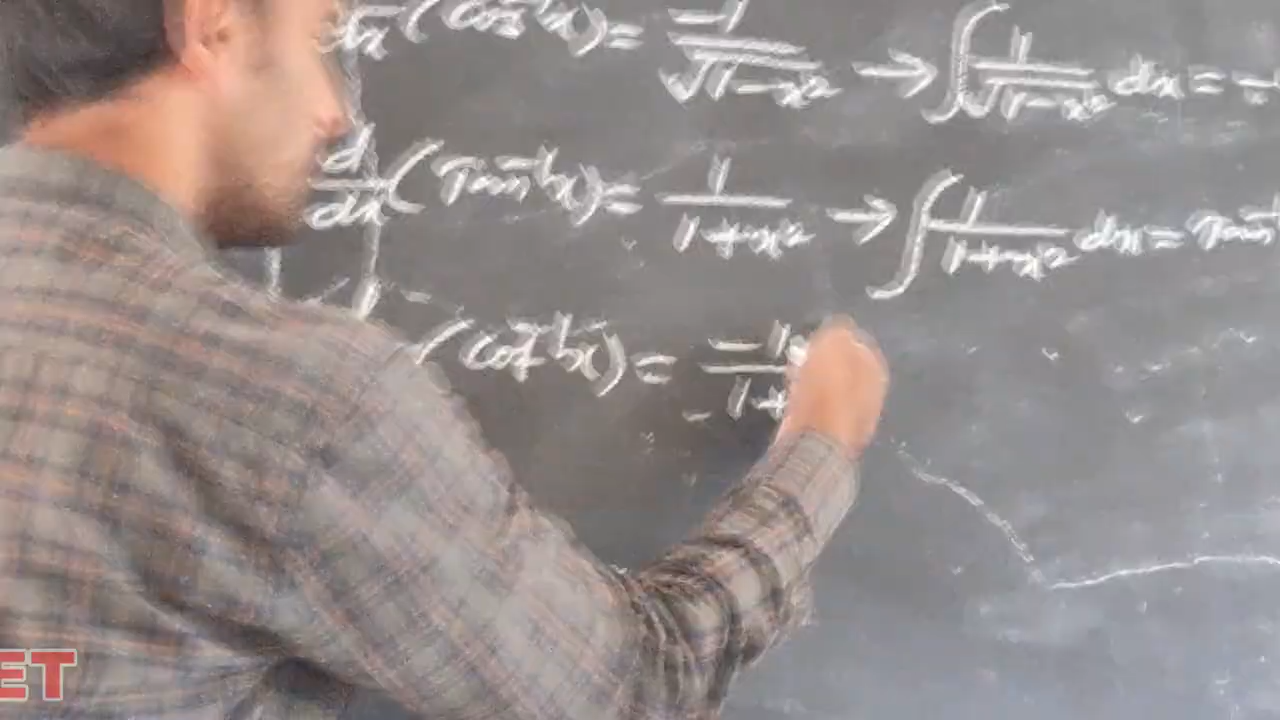 d/dx (cos⁻¹x) = -1/√(1-x²) → ∫ 1/√(1-x²) dx = -
d/dx (Tan⁻¹x) = 1/(1+x²) → ∫ 1/(1+x²) dx = Tan⁻¹
(cot⁻¹x) = -1/1+
ET